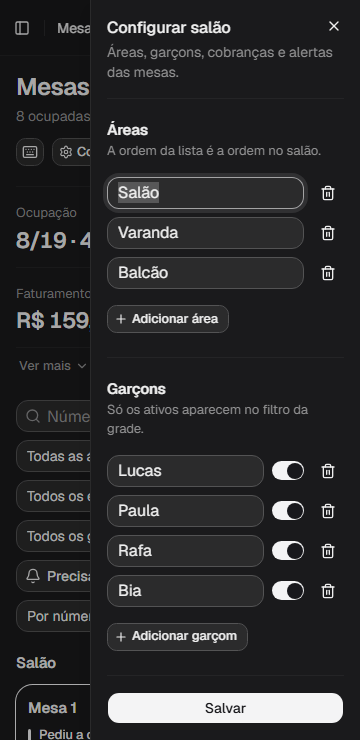 Configurar salão
Áreas, garçons, cobranças e alertas
das mesas.
Áreas
A ordem da lista é a ordem no salão.
Salão
Varanda
Balcão
Adicionar área
Garçons
Só os ativos aparecem no filtro da
grade.
Lucas
Paula
Rafa
Bia
Adicionar garçom
Salvar
Mesas
Mesas
8 ocupadas
Ocupação
8/19 · 4
Faturamento
R$ 159
Ver mais
Todas as
Todos os
Todos os
Por númer
Salão
Mesa 1
Pediu a